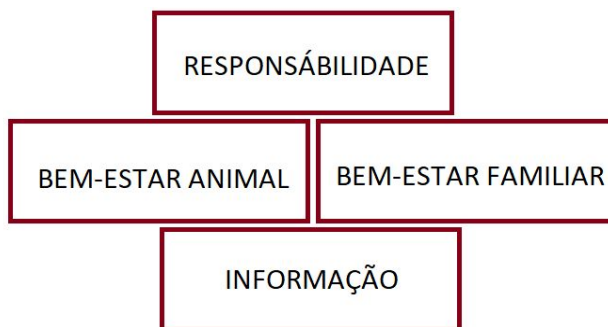 RESPONSÁBILIDADE
BEM-ESTAR ANIMAL
BEM-ESTAR FAMILIAR
INFORMAÇÃO